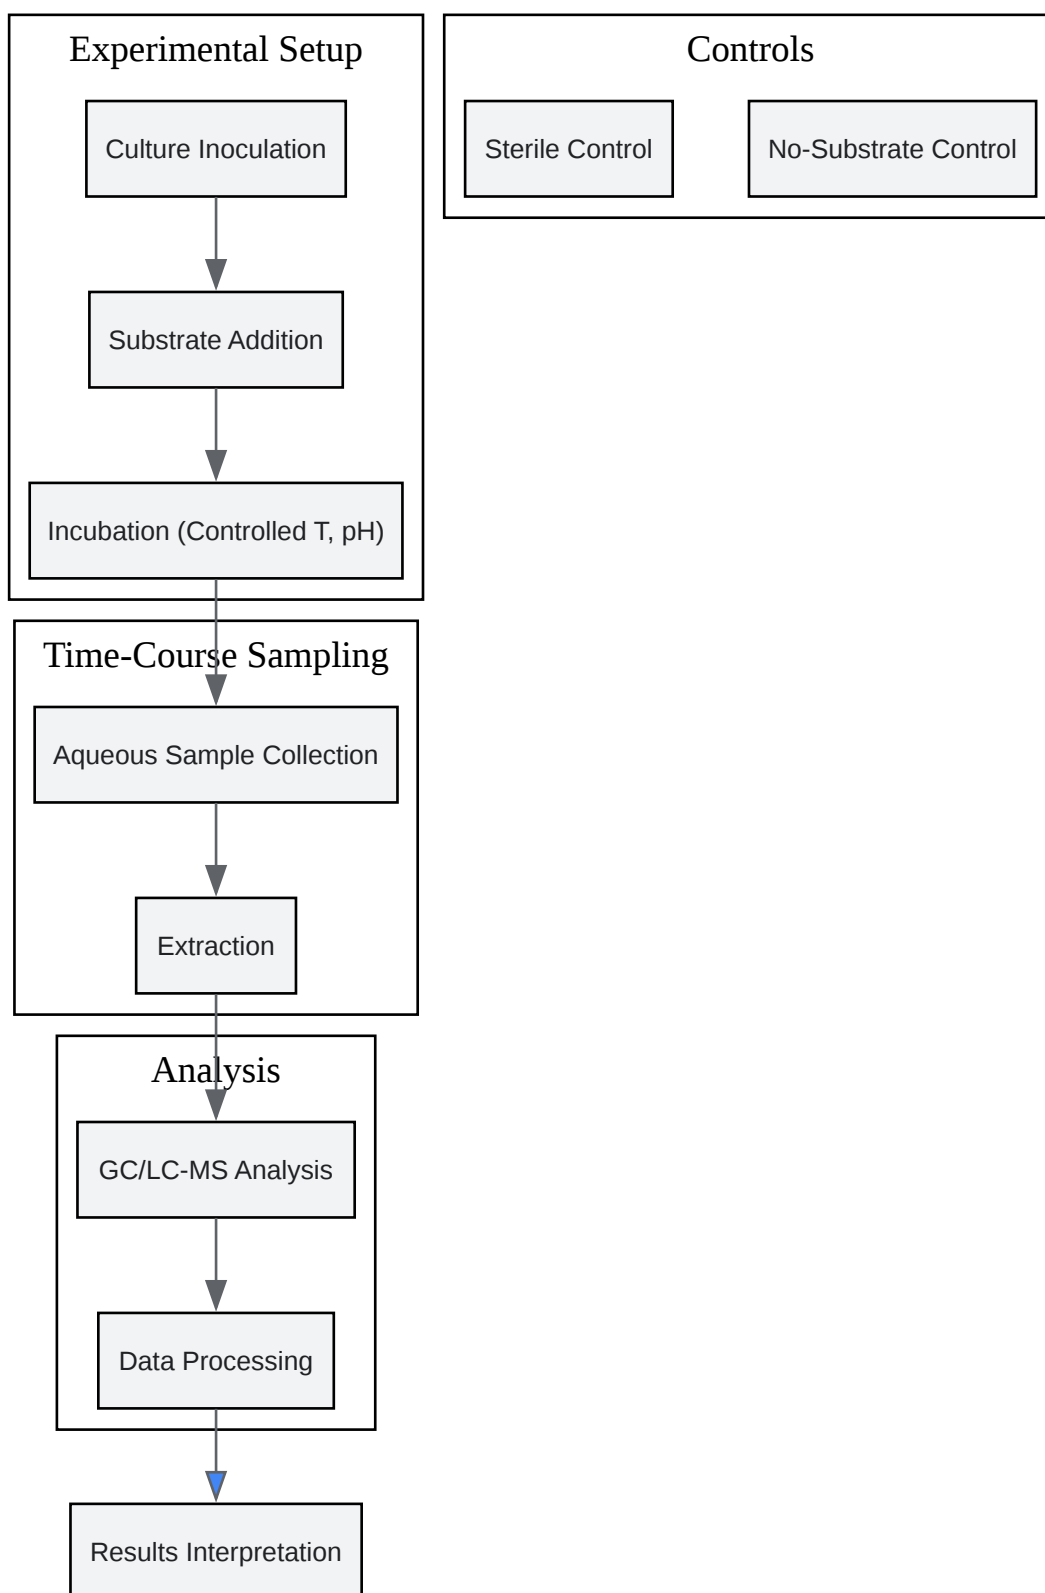 Experimental Setup
Culture Inoculation
Substrate Addition
Incubation (Controlled T, pH)
Controls
Sterile Control
No-Substrate Control
Time-Course Sampling
Aqueous Sample Collection
Extraction
Analysis
GC/LC-MS Analysis
Data Processing
Results Interpretation